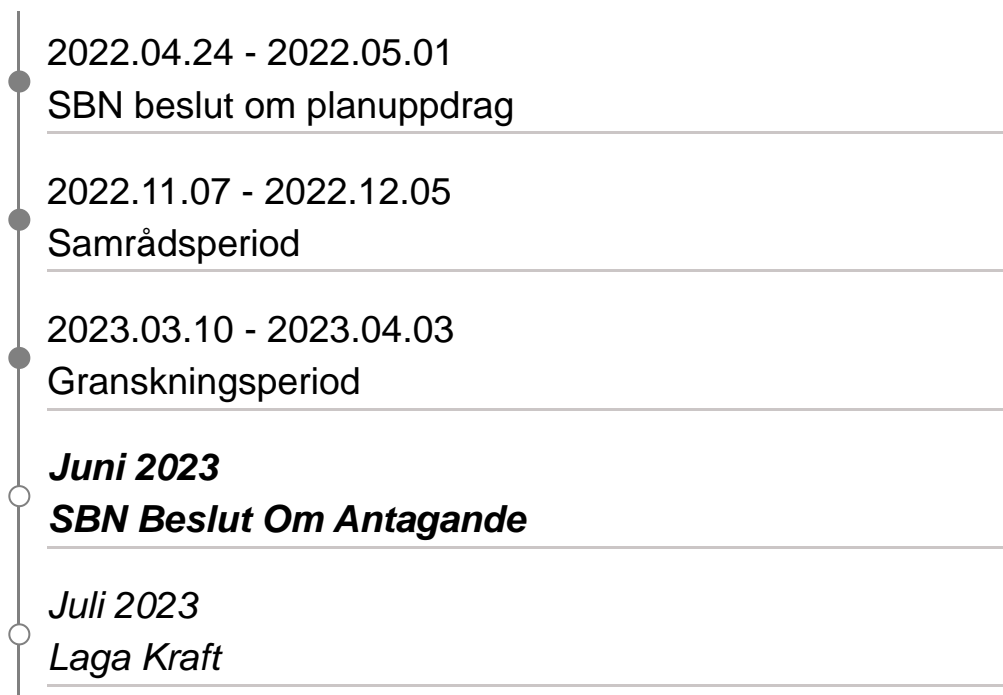 2022.04.24 - 2022.05.01
SBN beslut om planuppdrag
2022.11.07 - 2022.12.05
Samrådsperiod
2023.03.10 - 2023.04.03
Granskningsperiod
Juni 2023
SBN Beslut Om Antagande
Juli 2023
Laga Kraft